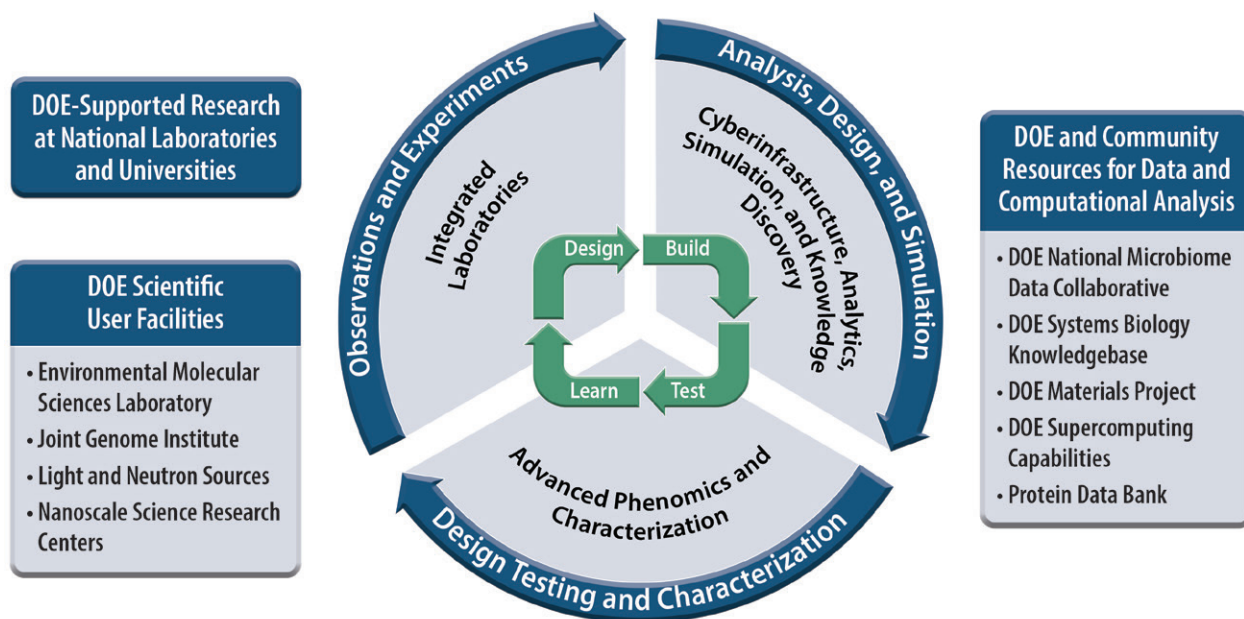 DOE-Supported Research
at National Laboratories
and Universities
DOE Scientific
User Facilities
• Environmental Molecular
Sciences Laboratory
• Joint Genome Institute
• Light and Neutron Sources
• Nanoscale Science Research
Centers
Observations and Experiments
Integrated
Laboratories
Analysis, Design, and Simulation
Cyberinfrastructure, Analytics,
Simulation, and Knowledge
Discovery
Design
Build
Learn
Test
Advanced Phenomics and
Characterization
Design Testing and Characterization
DOE and Community
Resources for Data and
Computational Analysis
• DOE National Microbiome
Data Collaborative
• DOE Systems Biology
Knowledgebase
• DOE Materials Project
• DOE Supercomputing
Capabilities
• Protein Data Bank